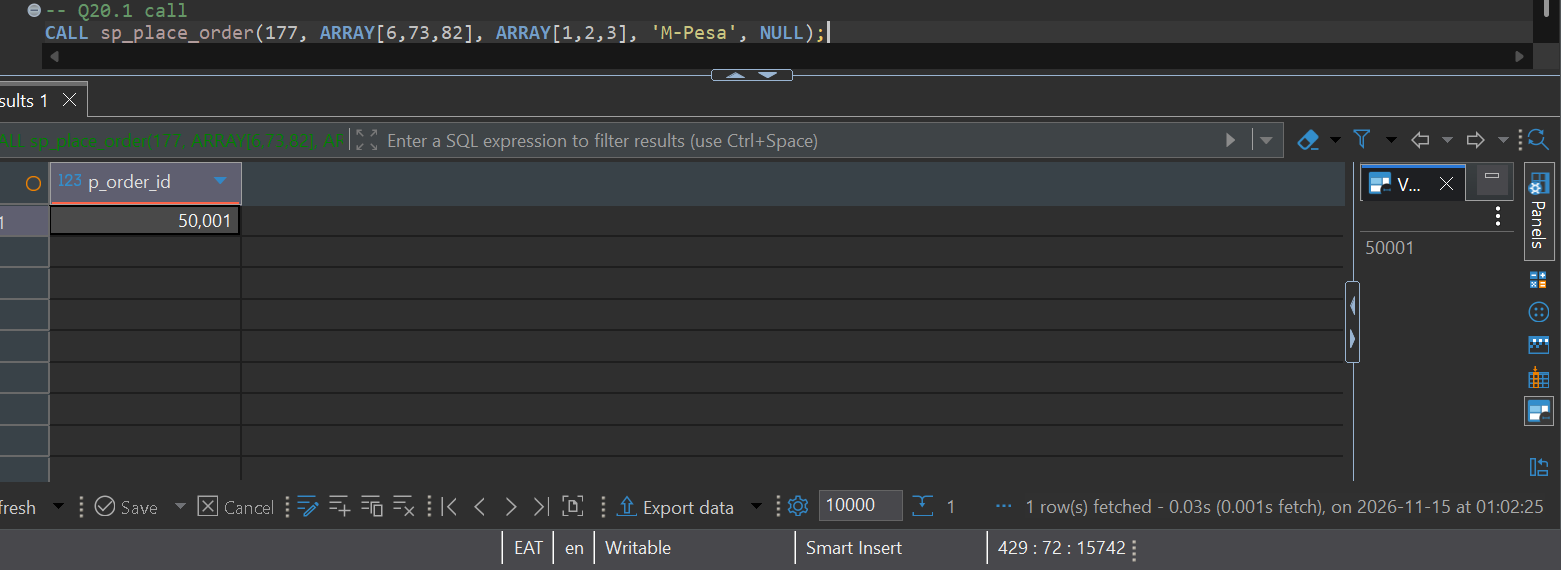 -- Q20.1 call
CALL sp_place_order(177, ARRAY[6,73,82], ARRAY[1,2,3], 'M-Pesa', NULL);
sults 1
ALL sp_place_order(177, ARRAY[6,73,82], AR
Enter a SQL expression to filter results (use Ctrl+Space)
123 p_order_id
V...
1
50,001
50001
Panels
fresh
Save
Cancel
Export data
10000
1
... 1 row(s) fetched - 0.03s (0.001s fetch), on 2026-11-15 at 01:02:25
EAT
en
Writable
Smart Insert
429 : 72 : 15742